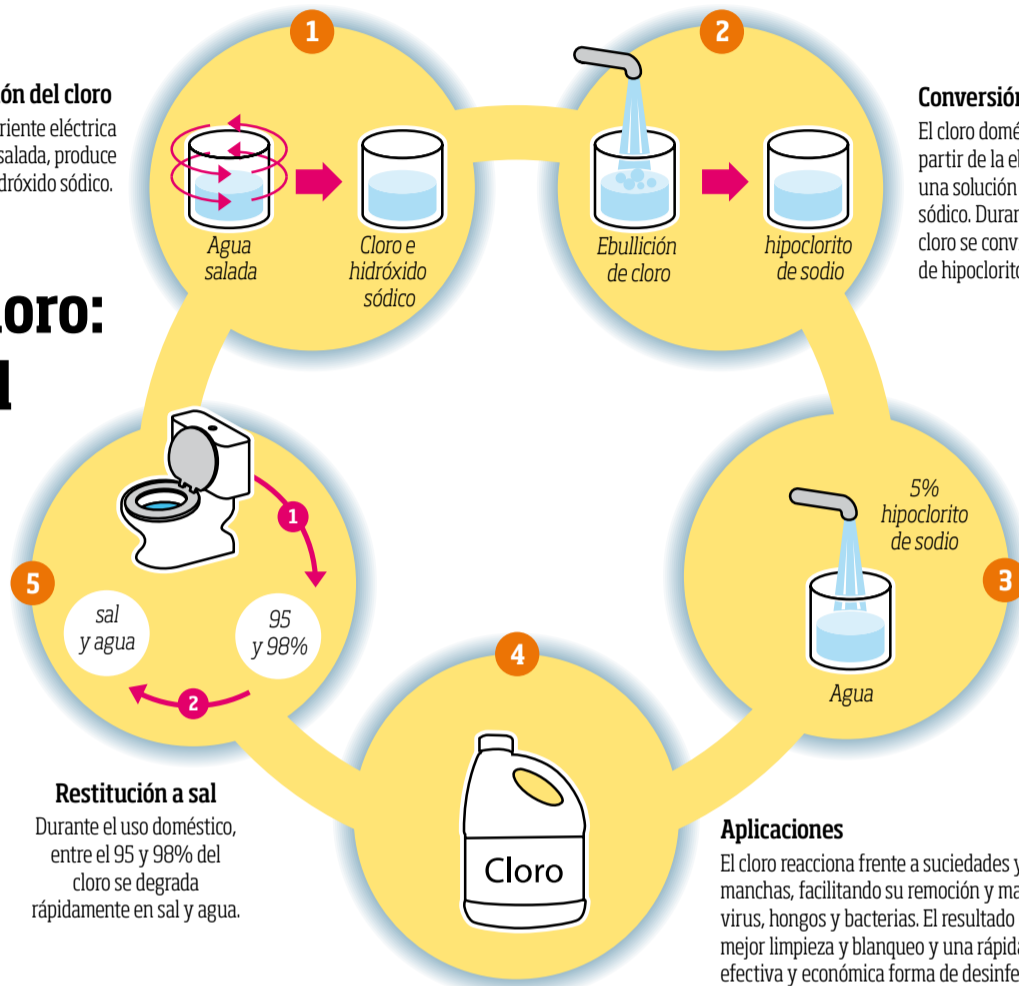 1
ón del cloro
riente eléctrica
salada, produce
dróxido sódico.
Agua
salada
Cloro e
hidróxido
sódico
2
Ebullición
de cloro
hipoclorito
de sodio
Conversión
El cloro domé
partir de la e
una solución
sódico. Duran
cloro se conv
de hipoclorito
loro:
l
3
5%
hipoclorito
de sodio
Agua
4
Cloro
Aplicaciones
El cloro reacciona frente a suciedades y
manchas, facilitando su remoción y ma
virus, hongos y bacterias. El resultado
mejor limpieza y blanqueo y una rápida
efectiva y económica forma de desinfe
5
1
95
y 98%
2
sal
y agua
Restitución a sal
Durante el uso doméstico,
entre el 95 y 98% del
cloro se degrada
rápidamente en sal y agua.